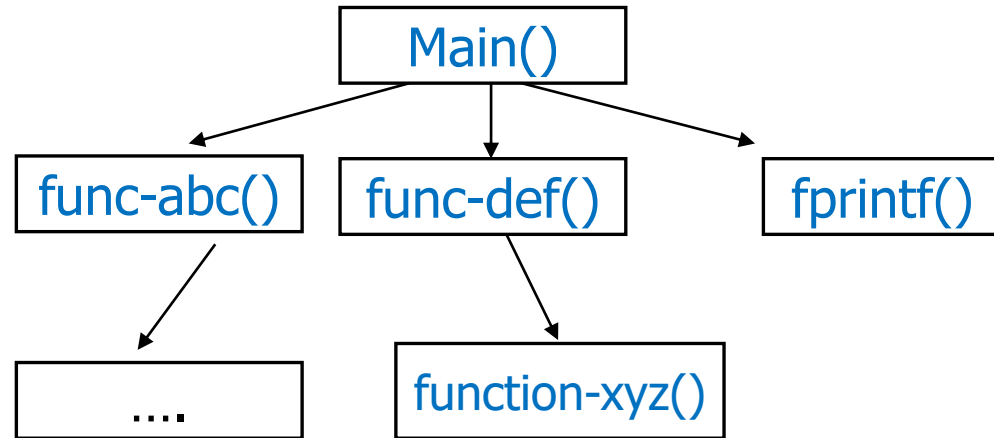 Main()
func-abc()
func-def()
fprintf()
....
function-xyz()